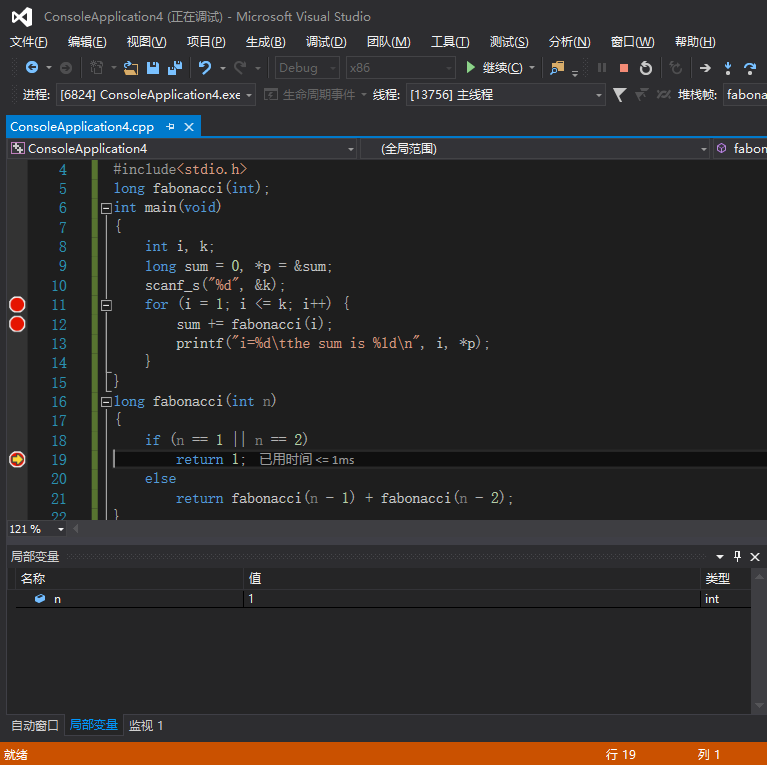 ConsoleApplication4 (正在调试) - Microsoft Visual Studio
文件(F) 编辑(E) 视图(V) 项目(P) 生成(B) 调试(D) 团队(M) 工具(T) 测试(S) 分析(N) 窗口(W) 帮助(H)
Debug x86 继续(C)
进程: [6824] ConsoleApplication4.exe 生命周期事件 线程: [13756] 主线程 堆栈帧: fabona
ConsoleApplication4.cpp
ConsoleApplication4 (全局范围) fabon
4 #include<stdio.h>
5 long fabonacci(int);
6 int main(void)
7 {
8 int i, k;
9 long sum = 0, *p = &sum;
10 scanf_s("%d", &k);
11 for (i = 1; i <= k; i++) {
12 sum += fabonacci(i);
13 printf("i=%d\tthe sum is %ld\n", i, *p);
14 }
15 }
16 long fabonacci(int n)
17 {
18 if (n == 1 || n == 2)
19 return 1; 已用时间 <= 1ms
20 else
21 return fabonacci(n - 1) + fabonacci(n - 2);
22 }
121 %
局部变量
名称 值 类型
n 1 int
自动窗口 局部变量 监视 1
就绪 行 19 列 1